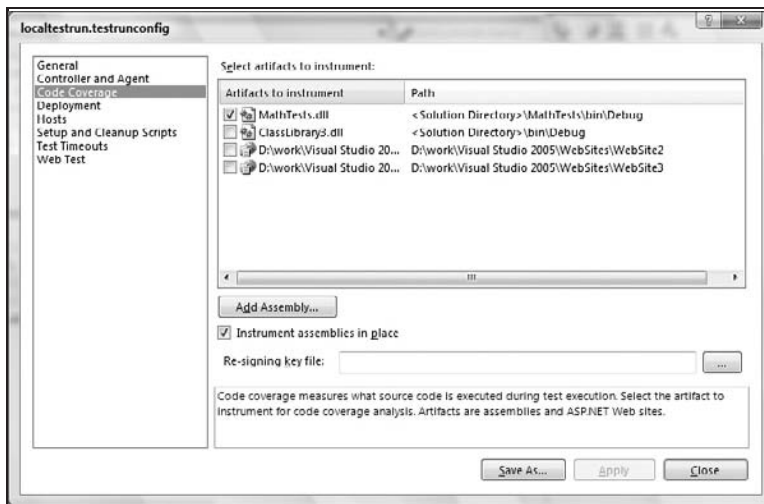 localtestrun.testrunconfig
General
Controller and Agent
Code Coverage
Deployment
Hosts
Setup and Cleanup Scripts
Test Timeouts
Web Test
Select artifacts to instrument:
Artifacts to instrument Path
MathTests.dll <Solution Directory>\MathTests\bin\Debug
ClassLibrary3.dll <Solution Directory>\bin\Debug
D:\work\Visual Studio 20... D:\work\Visual Studio 2005\WebSites\WebSite2
D:\work\Visual Studio 20... D:\work\Visual Studio 2005\WebSites\WebSite3
Add Assembly...
Instrument assemblies in place
Re-signing key file:
...
Code coverage measures what source code is executed during test execution. Select the artifact to
instrument for code coverage analysis. Artifacts are assemblies and ASP.NET Web sites.
Save As... Apply Close